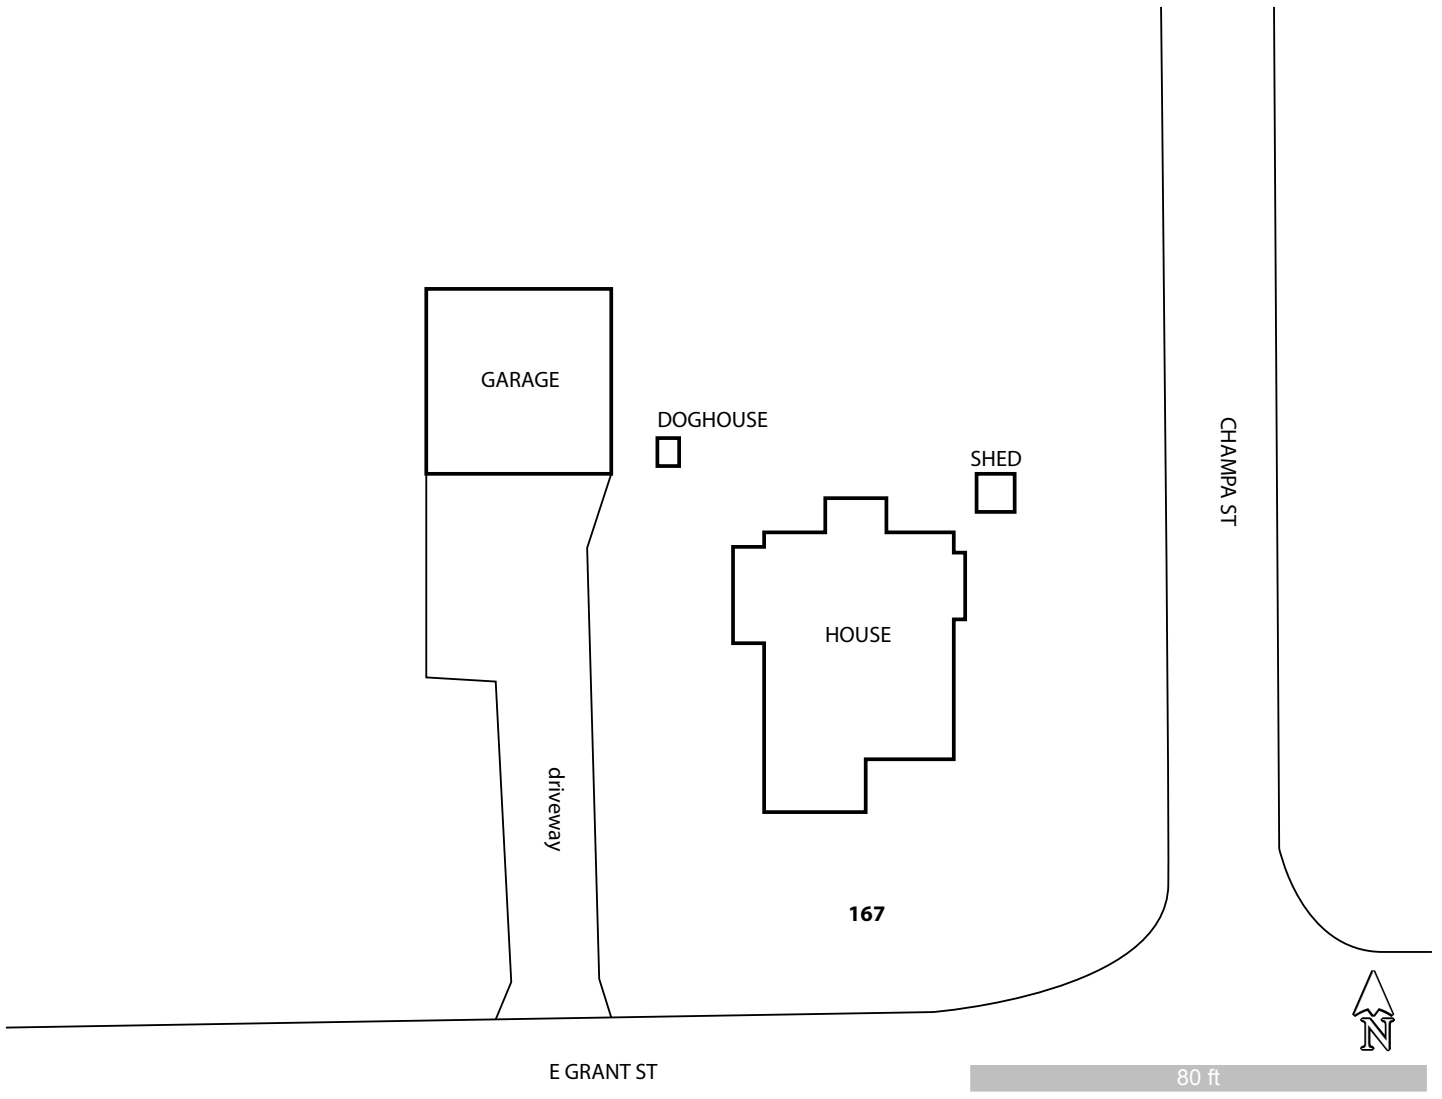 GARAGE
DOGHOUSE
SHED
CHAMPA ST
HOUSE
driveway
167
E GRANT ST
N
80 ft